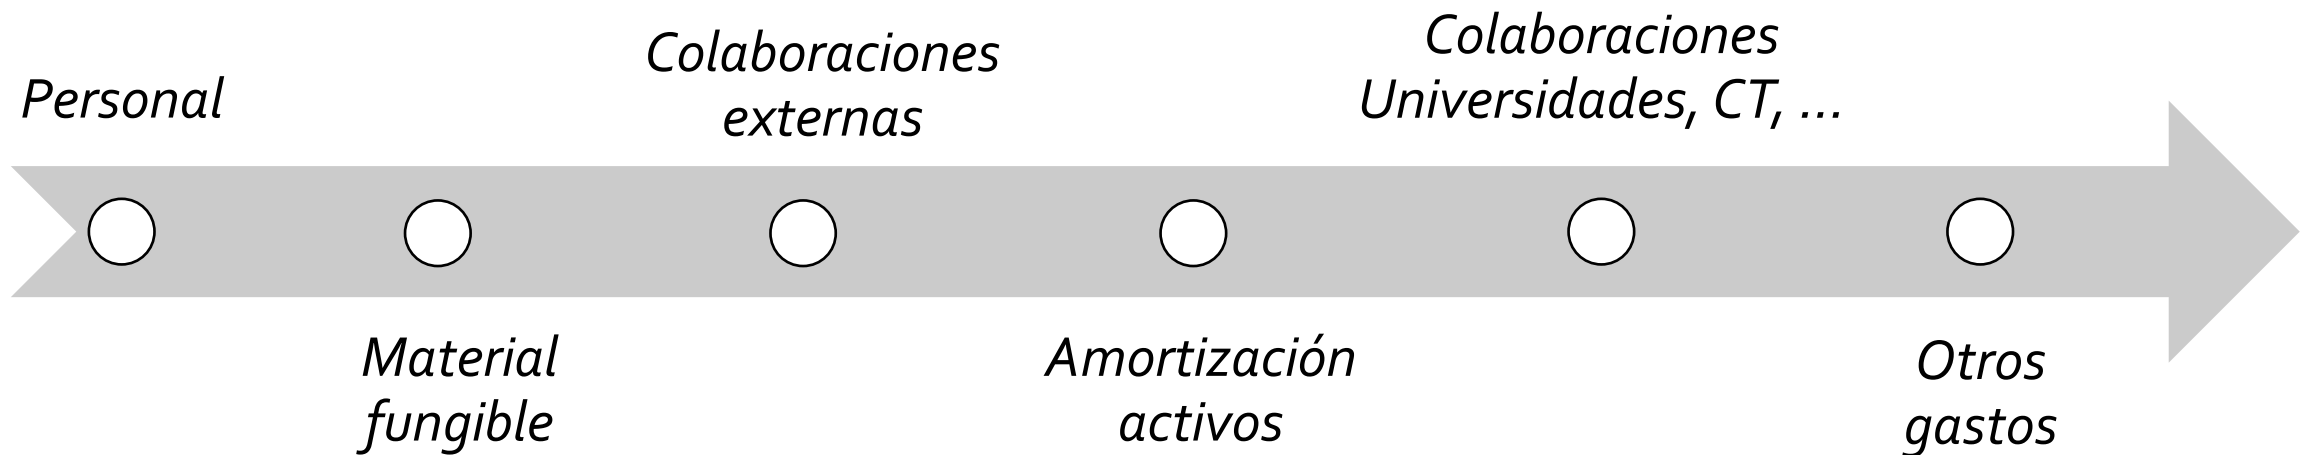 Personal
Material
fungible
Colaboraciones
externas
Amortización
activos
Colaboraciones
Universidades, CT, ...
Otros
gastos